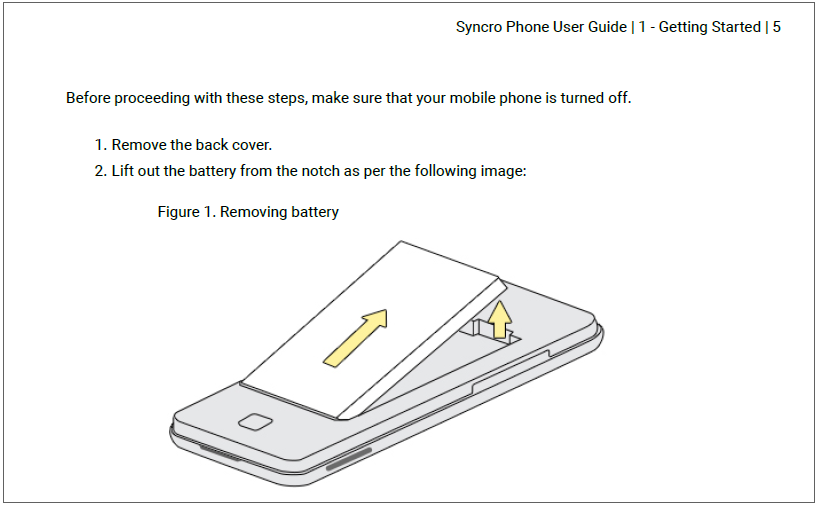 Syncro Phone User Guide | 1 - Getting Started | 5
Before proceeding with these steps, make sure that your mobile phone is turned off.
1. Remove the back cover.
2. Lift out the battery from the notch as per the following image:
Figure 1. Removing battery